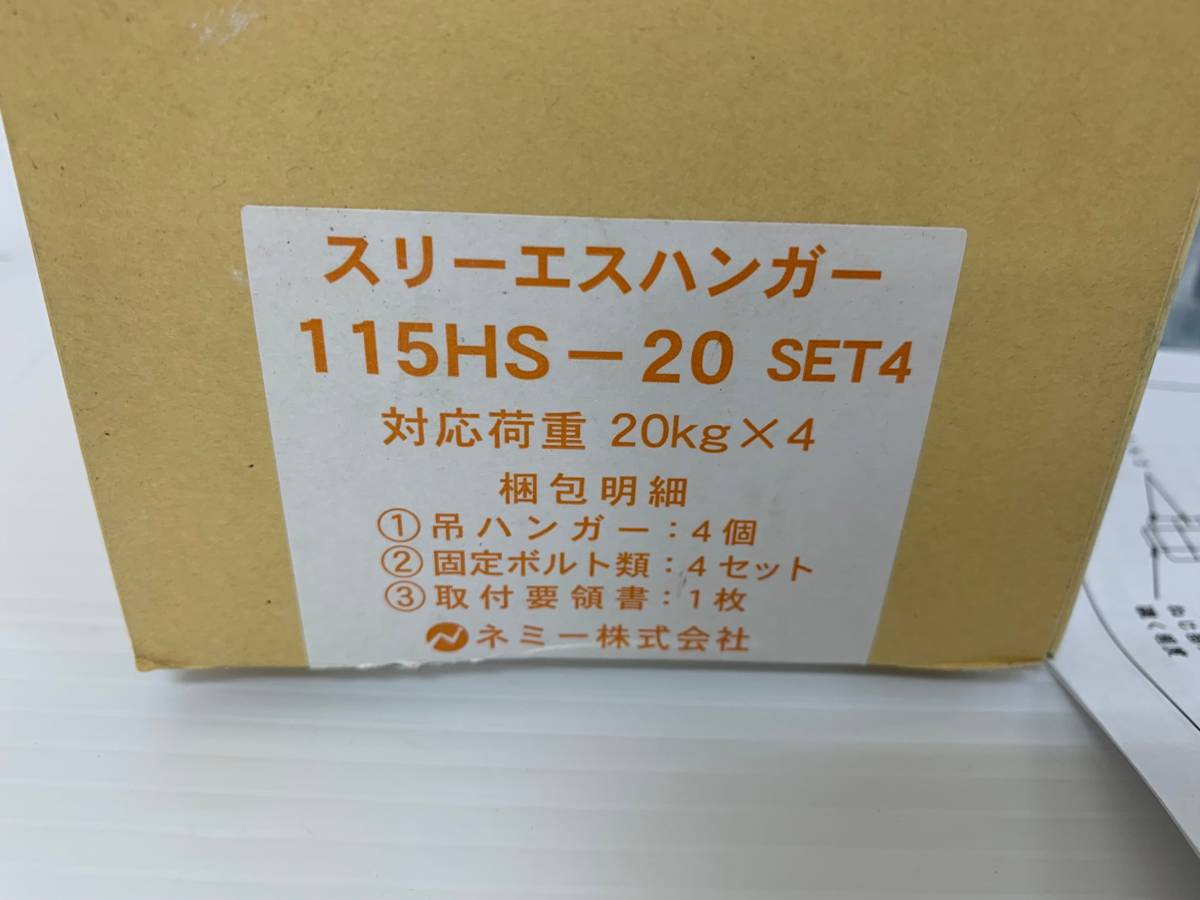 スリーエスハンガー
115HS－20 SET4
対応荷重 20kg×4
梱包明細
①吊ハンガー：4個
②固定ボルト類：4セット
③取付要領書：1枚
ネミー株式会社